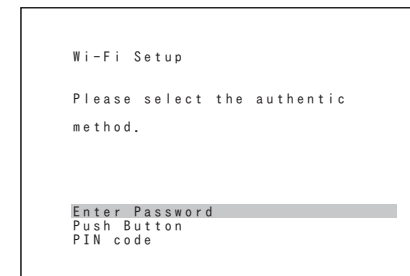 Wi-Fi Setup
Please select the authentic
method.
Enter Password
Push Button
PIN code